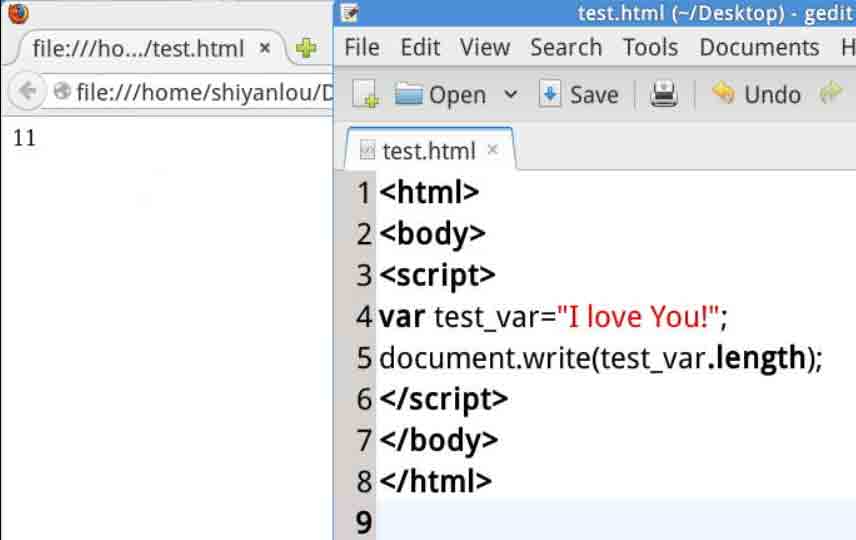 file:///ho.../test.html ×
file:///home/shiyanlou/D
11
test.html (~/Desktop) - gedit
File Edit View Search Tools Documents H
Open Save Undo
test.html ×
1 <html>
2 <body>
3 <script>
4 var test_var="I love You!";
5 document.write(test_var.length);
6 </script>
7 </body>
8 </html>
9